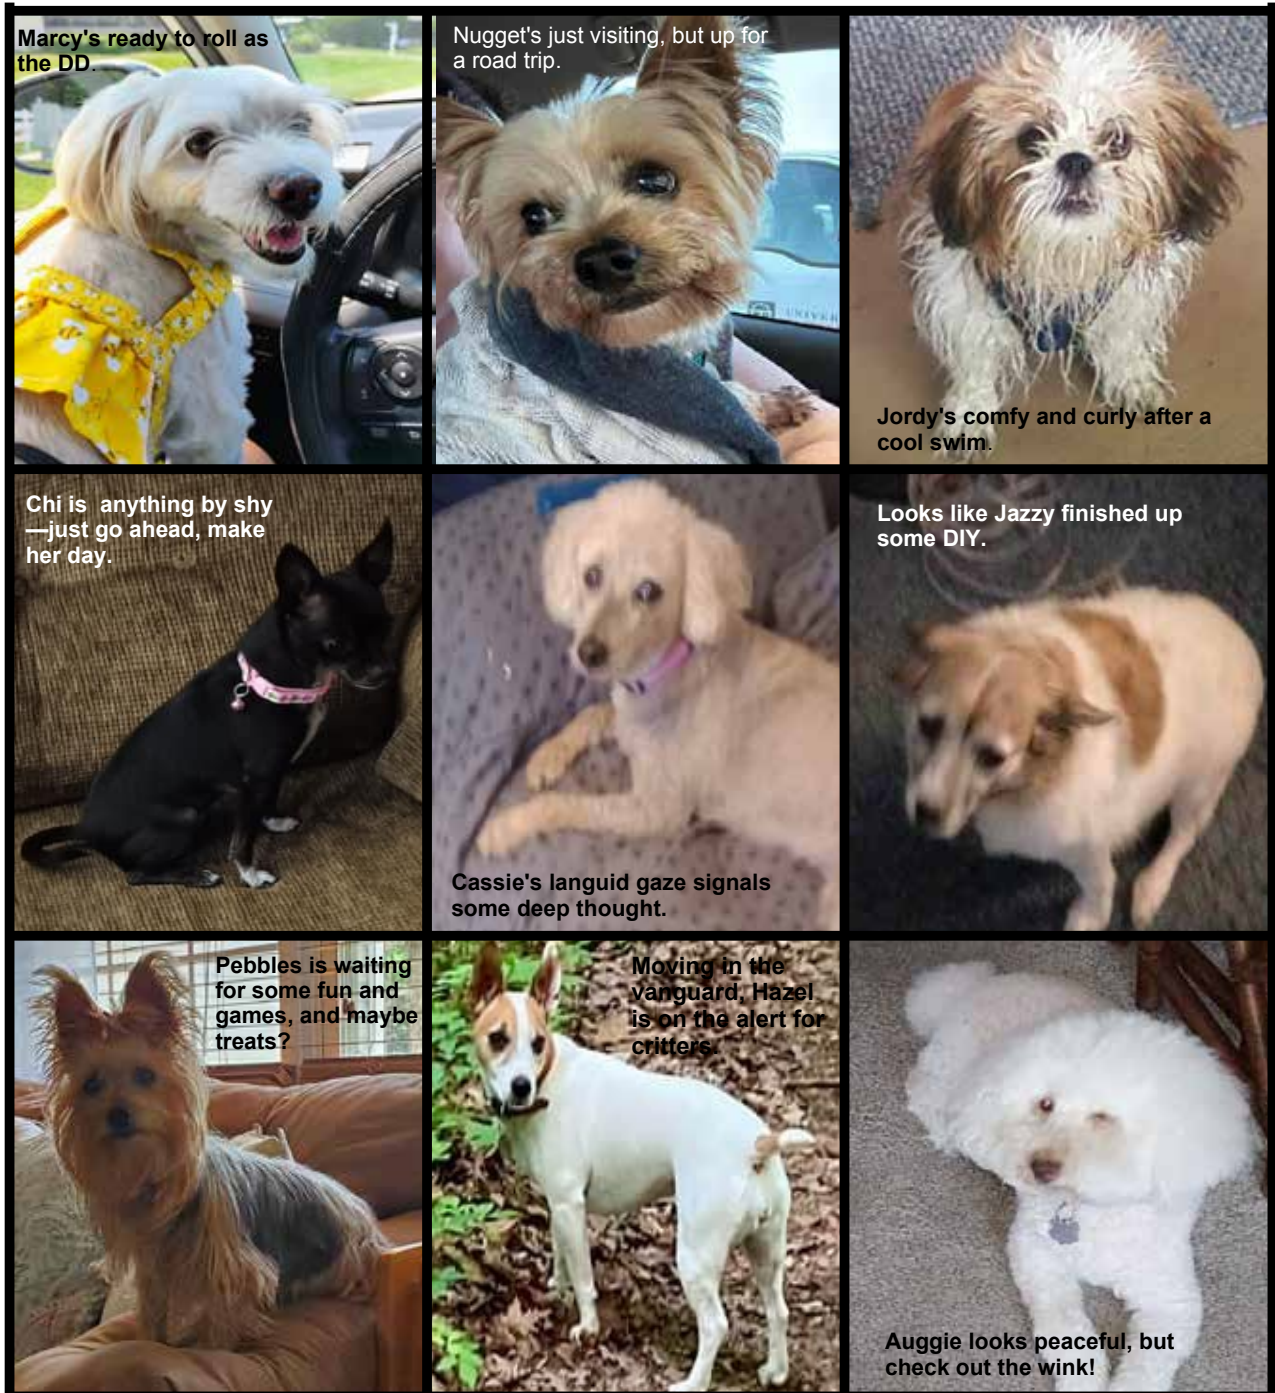 Marcy's ready to roll as
the DD.
Nugget's just visiting, but up for
a road trip.
UNIVER
Jordy's comfy and curly after a
cool swim.
Chi is  anything by shy
—just go ahead, make
her day.
Cassie's languid gaze signals
some deep thought.
Looks like Jazzy finished up
some DIY.
Pebbles is waiting
for some fun and
games, and maybe
treats?
Moving in the
vanguard, Hazel
is on the alert for
critters.
Auggie looks peaceful, but
check out the wink!